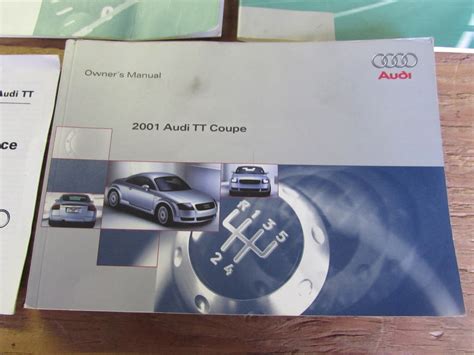 Owner's Manual
Audi
2001 Audi TT Coupe
udi TT
ce
R 1 3 5
2 4